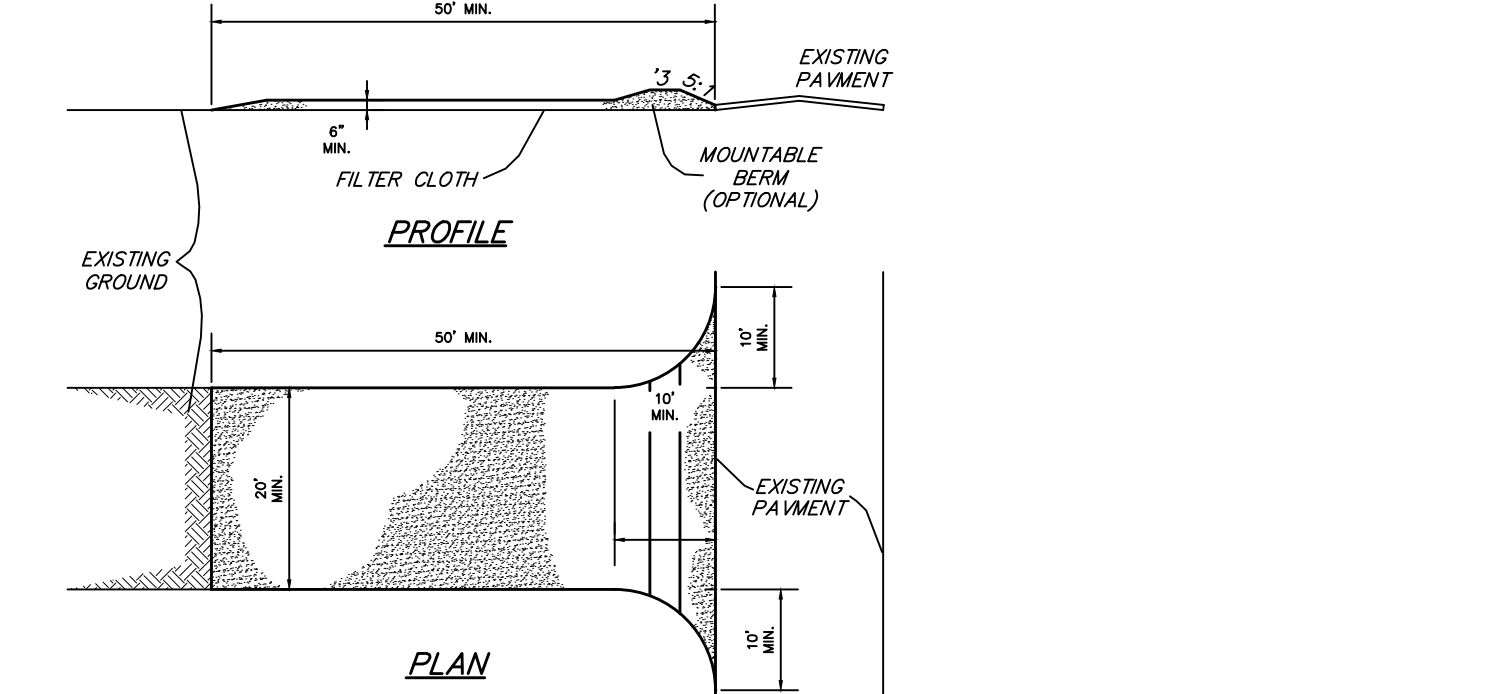 50' MIN.
'3 5:1
EXISTING
PAVMENT
6"
MIN.
FILTER CLOTH
MOUNTABLE
BERM
(OPTIONAL)
PROFILE
EXISTING
GROUND
50' MIN.
10'
MIN.
10'
MIN.
20'
MIN.
EXISTING
PAVMENT
10'
MIN.
PLAN